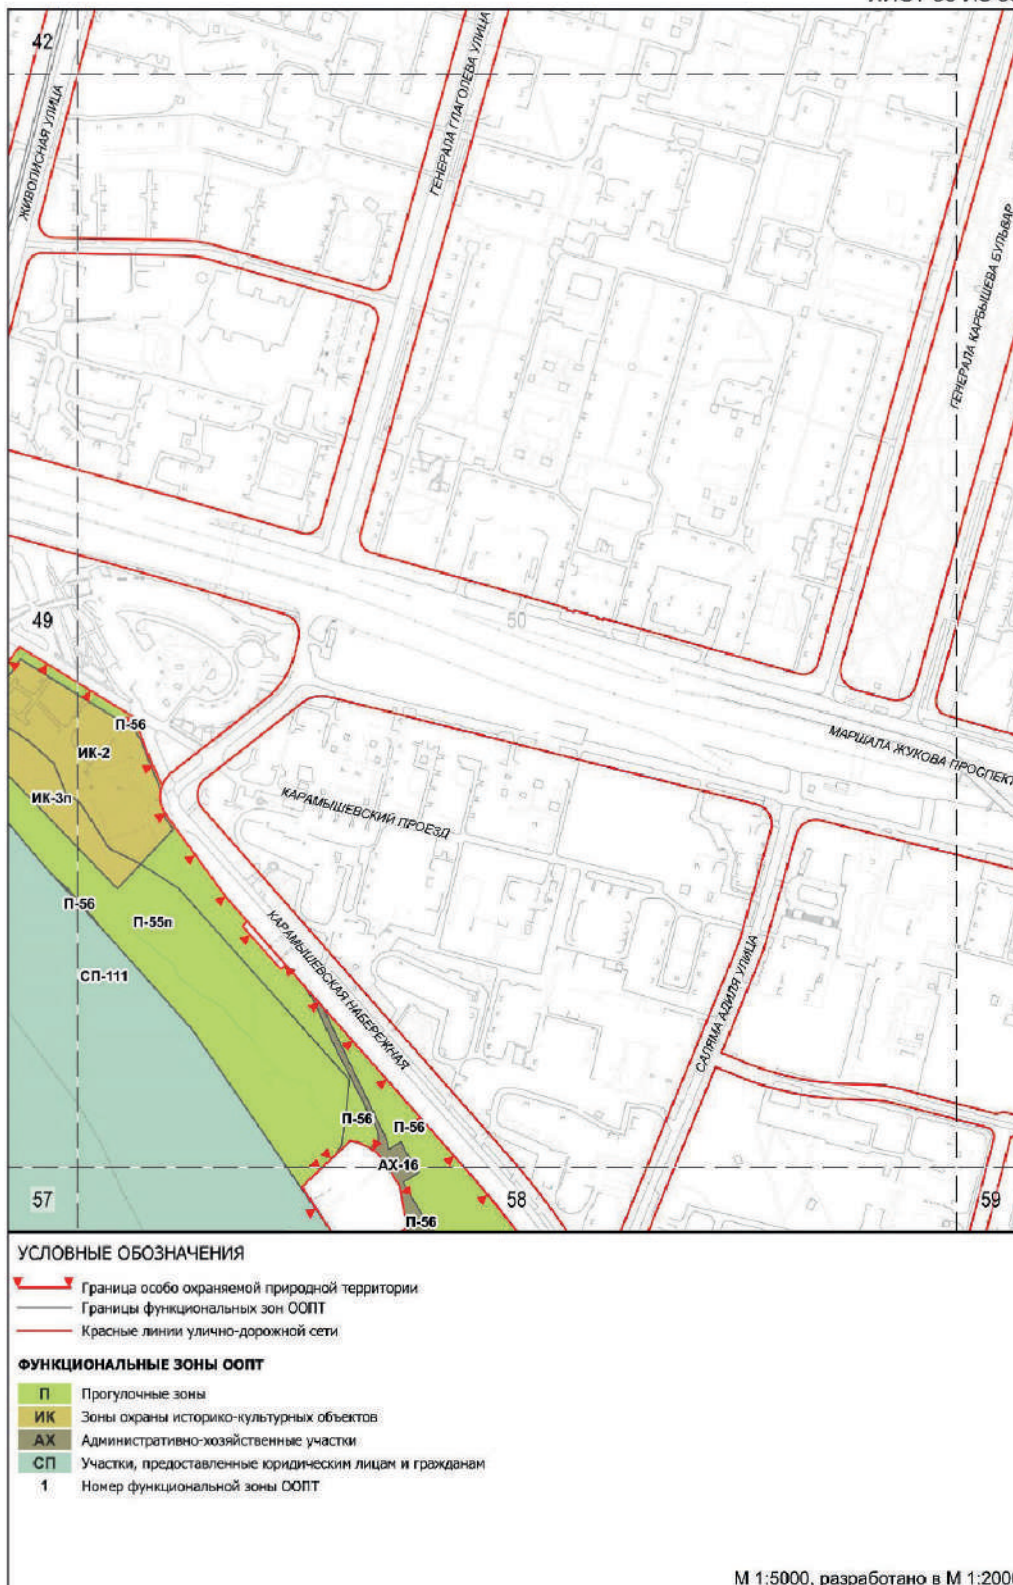 42
ЖИВОПИСНАЯ УЛИЦА
ГЕНЕРАЛА ГЛАГОЛЕВА УЛИЦА
ГЕНЕРАЛА КАРБЫШЕВА БУЛЬВАР
49
50
П-56
ИК-2
МАРШАЛА ЖУКОВА ПРОСПЕКТ
ИК-3п
КАРАМЫШЕВСКИЙ ПРОЕЗД
П-56
П-55п
КАРАМЫШЕВСКАЯ НАБЕРЕЖНАЯ
САЛЯМА АДИЛЯ УЛИЦА
СП-111
П-56
П-56
АХ-16
57
58
59
П-56
УСЛОВНЫЕ ОБОЗНАЧЕНИЯ
Граница особо охраняемой природной территории
Границы функциональных зон ООПТ
Красные линии улично-дорожной сети
ФУНКЦИОНАЛЬНЫЕ ЗОНЫ ООПТ
П Прогулочные зоны
ИК Зоны охраны историко-культурных объектов
АХ Административно-хозяйственные участки
СП Участки, предоставленные юридическим лицам и гражданам
1 Номер функциональной зоны ООПТ
М 1:5000, разработано в М 1:2000